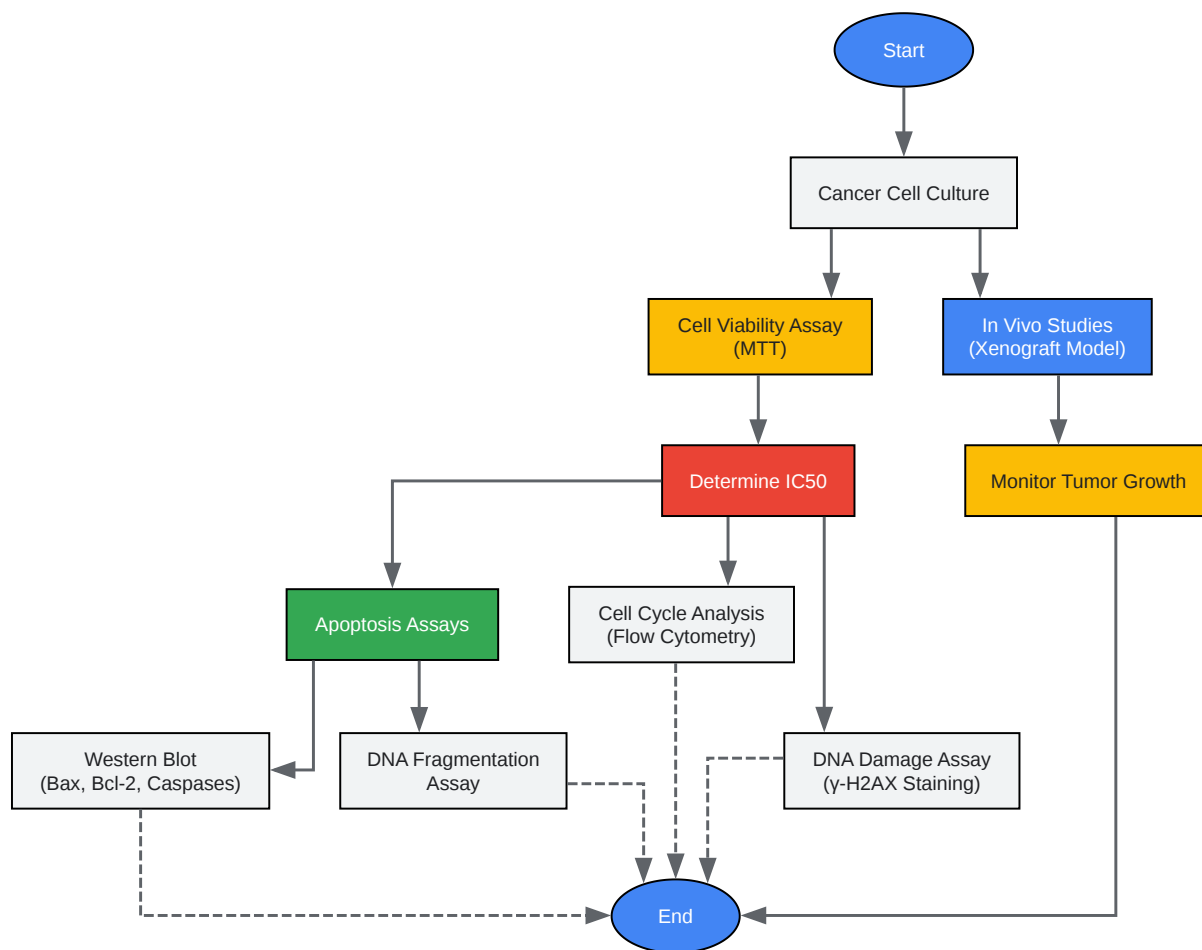 Start
Cancer Cell Culture
Cell Viability Assay
(MTT)
In Vivo Studies
(Xenograft Model)
Determine IC50
Monitor Tumor Growth
Apoptosis Assays
Cell Cycle Analysis
(Flow Cytometry)
Western Blot
(Bax, Bcl-2, Caspases)
DNA Fragmentation
Assay
DNA Damage Assay
(γ-H2AX Staining)
End